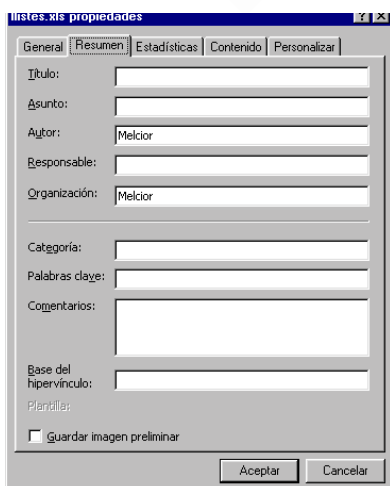 llistes.xls propiedades
General Resumen Estadísticas Contenido Personalizar
Título:
Asunto:
Autor: Melcior
Responsable:
Organización: Melcior
Categoría:
Palabras clave:
Comentarios:
Base del
hipervínculo:
Plantilla:
Guardar imagen preliminar
Aceptar Cancelar